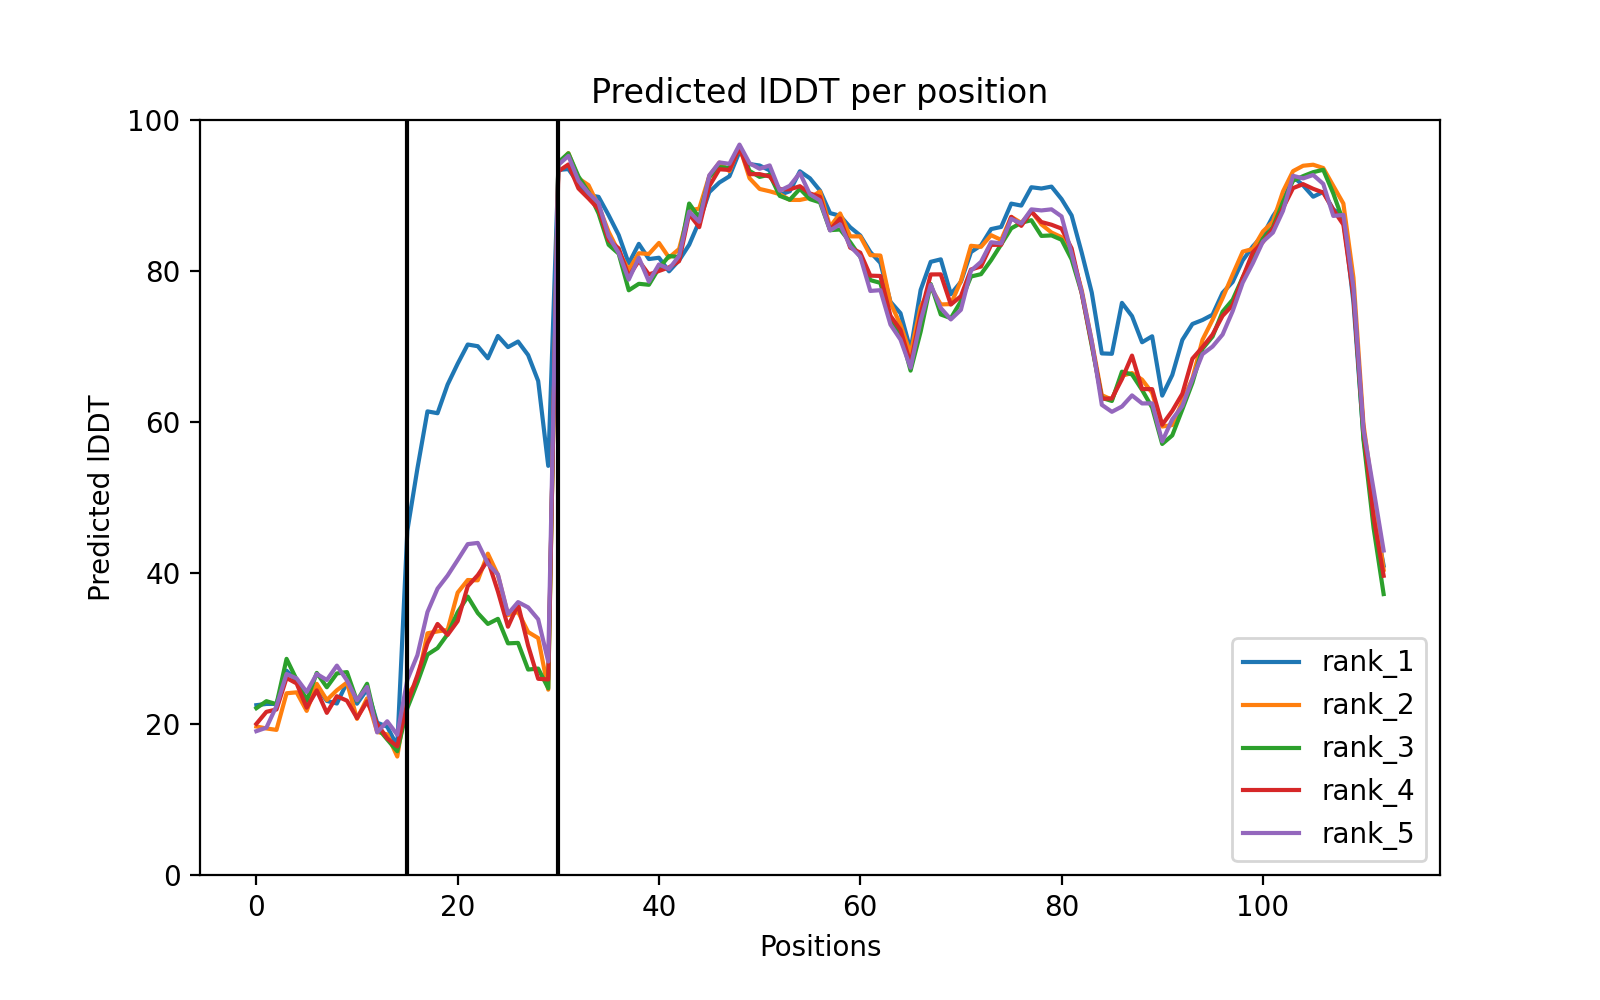 Predicted lDDT per position
100
80
60
40
20
0
Predicted lDDT
0 20 40 60 80 100
Positions
rank_1
rank_2
rank_3
rank_4
rank_5